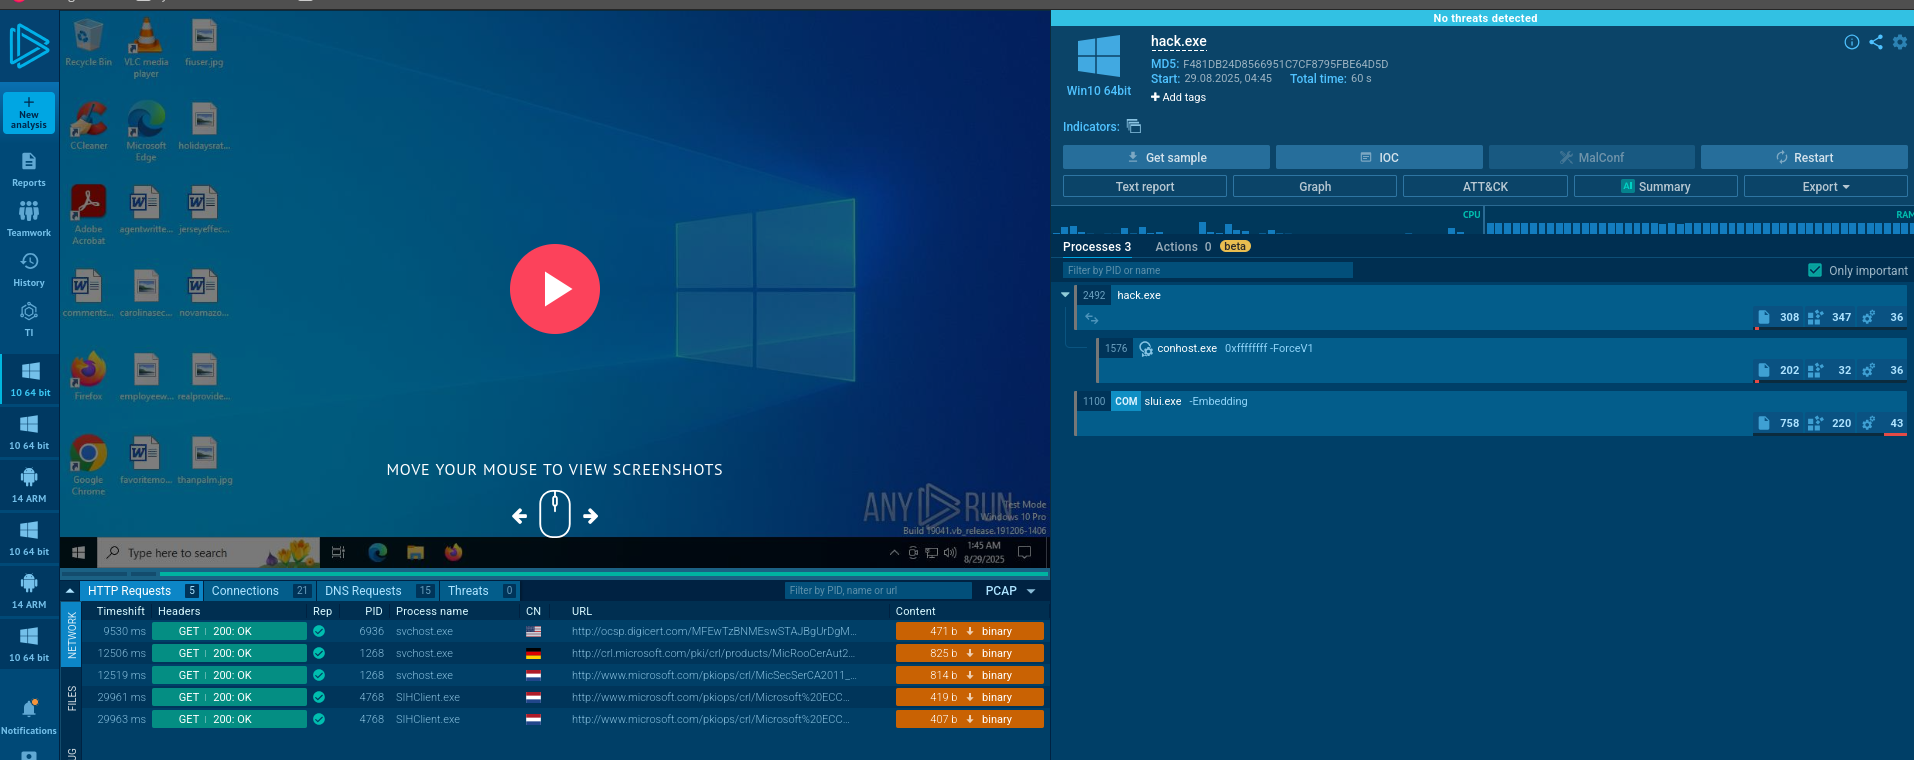 No threats detected
hack.exe
MD5: F481DB24D8566951C7CF8795FBE64D5D
Start: 29.08.2025, 04:45 Total time: 60 s
Win10 64bit
+ Add tags
Indicators:
Get sample IOC MalConf Restart
Text report Graph ATT&CK AI Summary Export
CPU RAM
Processes 3 Actions 0 beta
Filter by PID or name Only important
2492 hack.exe
308 347 36
1576 conhost.exe 0xffffffff -ForceV1
202 32 36
1100 COM slui.exe -Embedding
758 220 43
+
New
analysis
Reports
Teamwork
History
TI
10 64 bit
10 64 bit
14 ARM
10 64 bit
14 ARM
10 64 bit
Notifications
Recycle Bin VLC media player fiuser.jpg
CCleaner Microsoft Edge holidaysrat...
Adobe Acrobat agentwritte... jerseyeffec...
comments... carolinasec... novamazo...
Firefox employeew... realprovide...
Google Chrome favoritemo... thanpalm.jpg
MOVE YOUR MOUSE TO VIEW SCREENSHOTS
ANY RUN
Test Mode
Windows 10 Pro
Build 19041.vb_release.191206-1406
Type here to search
1:45 AM
8/29/2025
HTTP Requests 5 Connections 21 DNS Requests 15 Threats 0 Filter by PID, name or url PCAP
NETWORK
FILES
Timeshift Headers Rep PID Process name CN URL Content
9530 ms GET 200: OK 6936 svchost.exe http://ocsp.digicert.com/MFEwTzBNMEswSTAJBgUrDgM... 471 b binary
12506 ms GET 200: OK 1268 svchost.exe http://crl.microsoft.com/pki/crl/products/MicRooCerAut2... 825 b binary
12519 ms GET 200: OK 1268 svchost.exe http://www.microsoft.com/pkiops/crl/MicSecSerCA2011_... 814 b binary
29961 ms GET 200: OK 4768 SIHClient.exe http://www.microsoft.com/pkiops/crl/Microsoft%20ECC... 419 b binary
29963 ms GET 200: OK 4768 SIHClient.exe http://www.microsoft.com/pkiops/crl/Microsoft%20ECC... 407 b binary